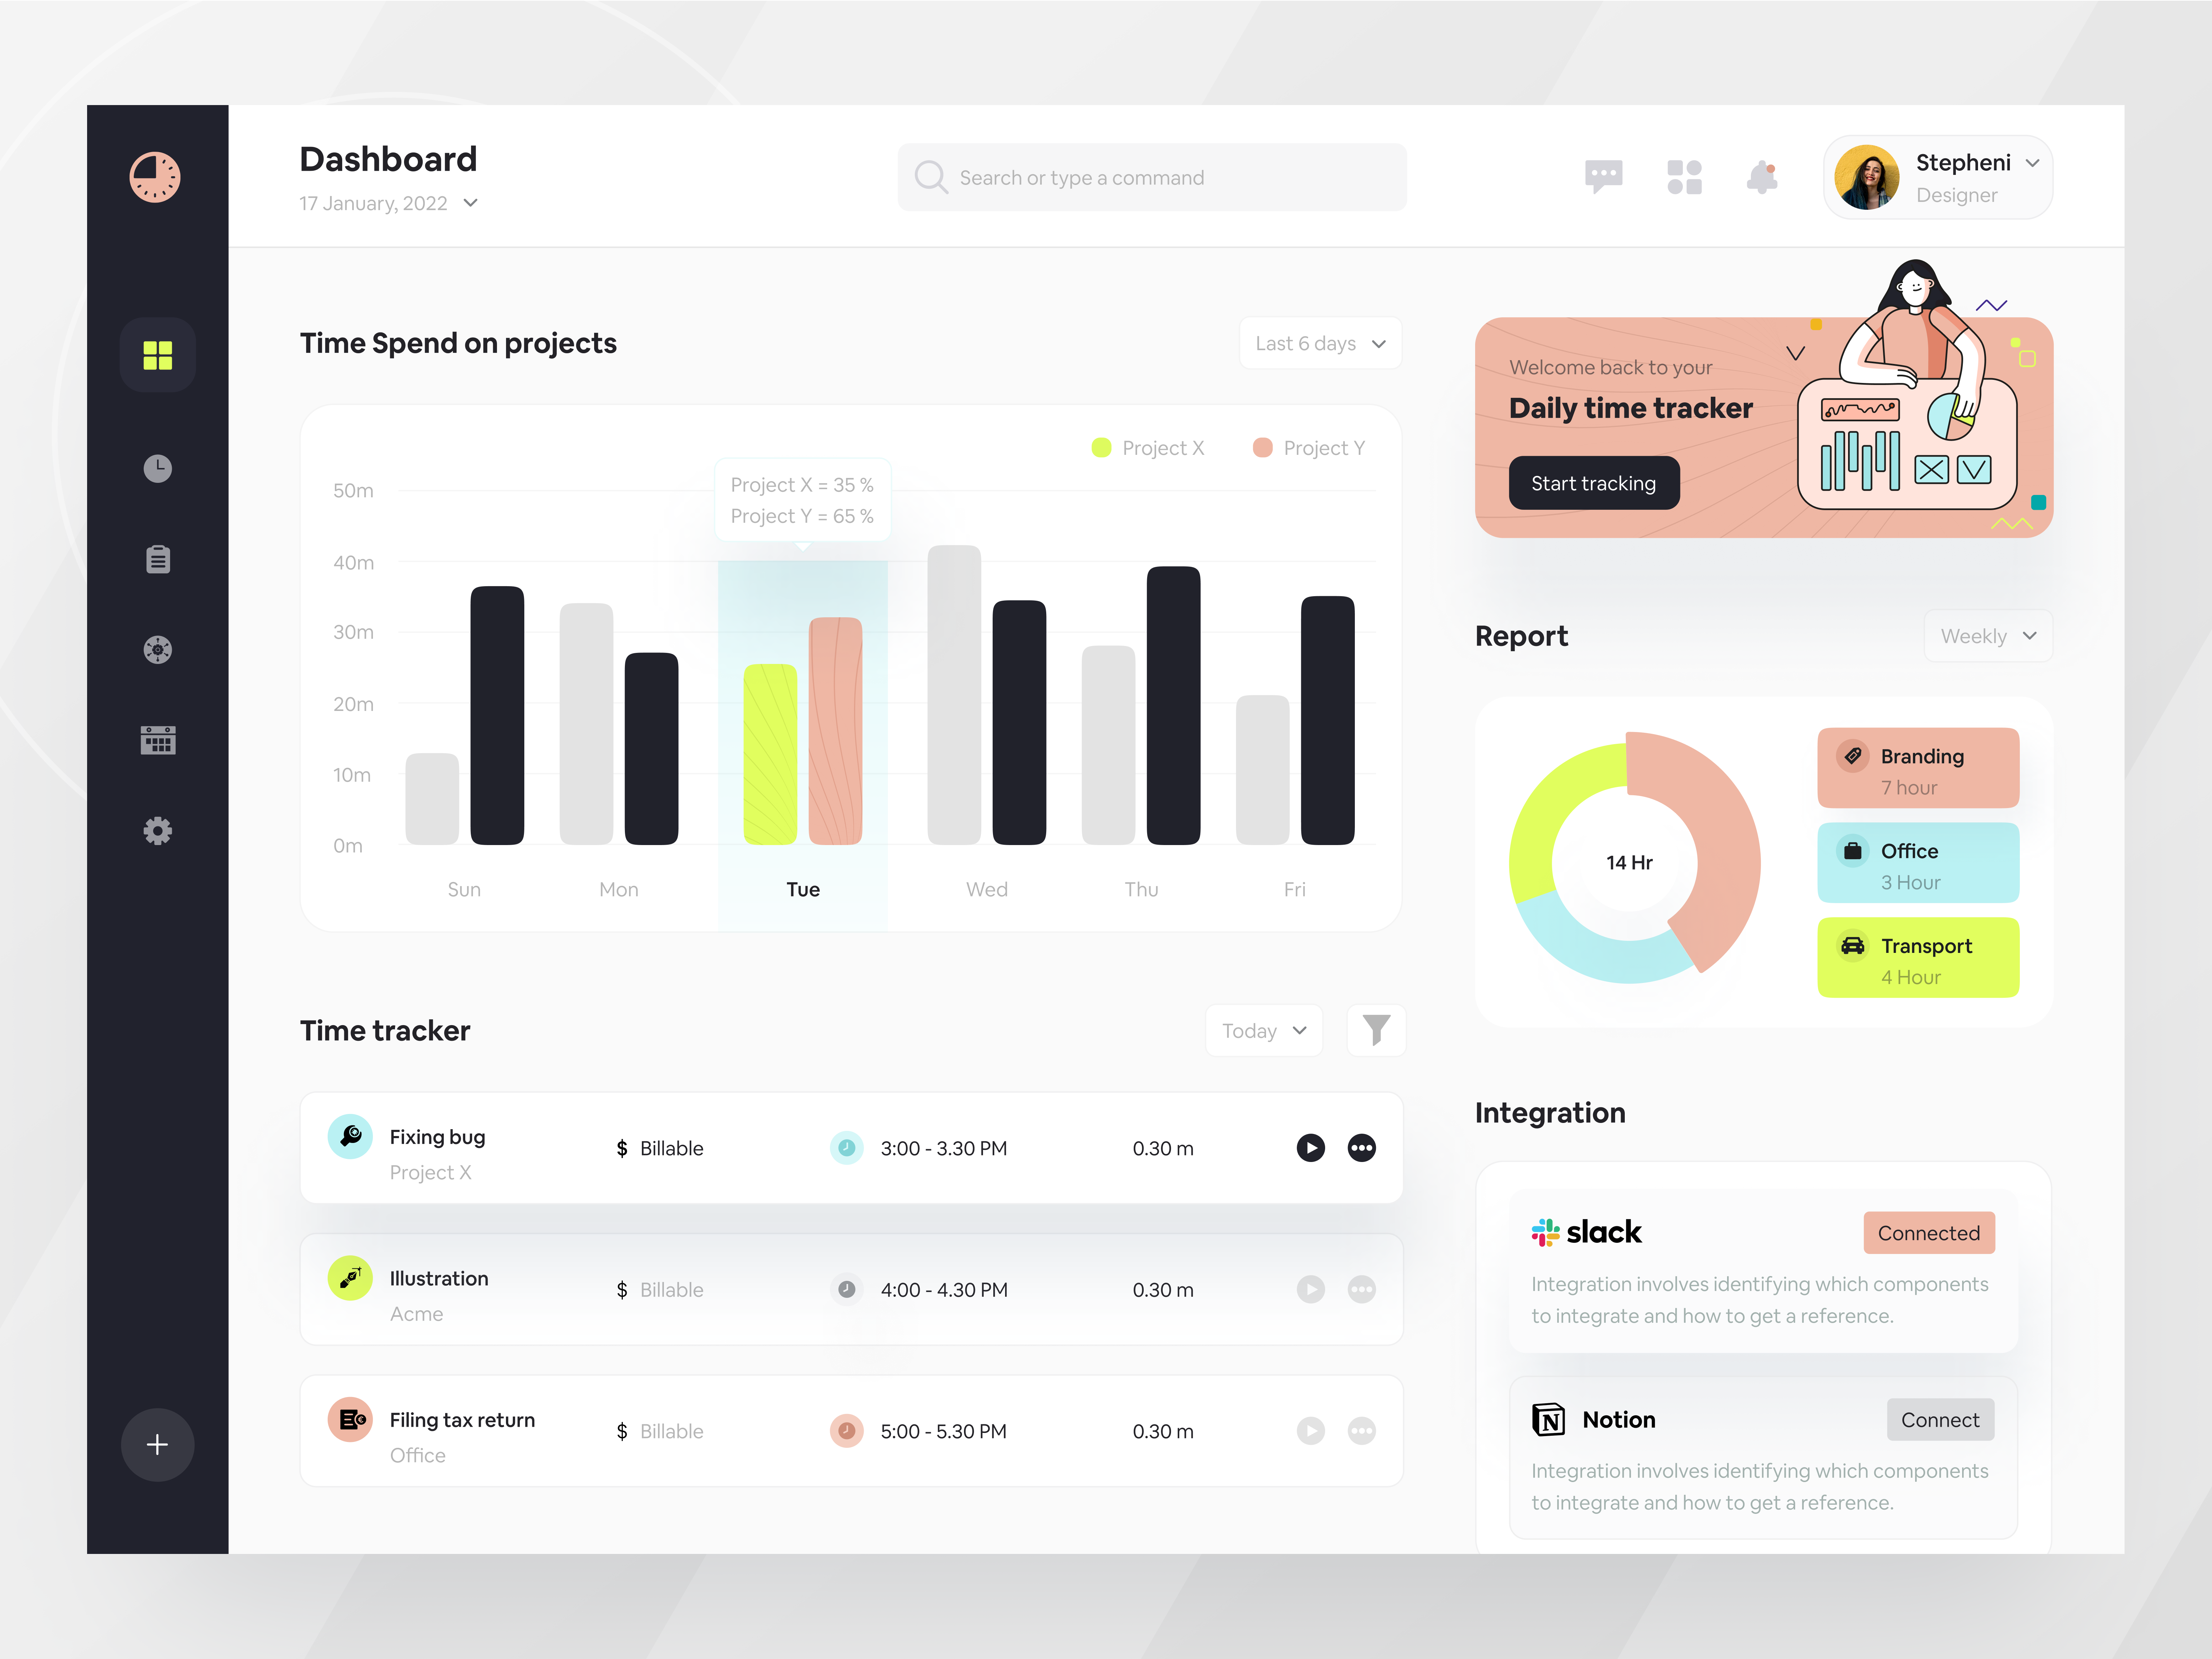 Dashboard
17 January, 2022
Search or type a command
Stepheni
Designer
Time Spend on projects
Last 6 days
Project X
Project Y
Project X = 35 %
Project Y = 65 %
50m
40m
30m
20m
10m
0m
Sun
Mon
Tue
Wed
Thu
Fri
Welcome back to your
Daily time tracker
Start tracking
Report
Weekly
14 Hr
Branding
7 hour
Office
3 Hour
Transport
4 Hour
Time tracker
Today
Fixing bug
Project X
$ Billable
3:00 - 3.30 PM
0.30 m
Illustration
Acme
$ Billable
4:00 - 4.30 PM
0.30 m
Filing tax return
Office
$ Billable
5:00 - 5.30 PM
0.30 m
Integration
slack
Connected
Integration involves identifying which components
to integrate and how to get a reference.
N Notion
Connect
Integration involves identifying which components
to integrate and how to get a reference.